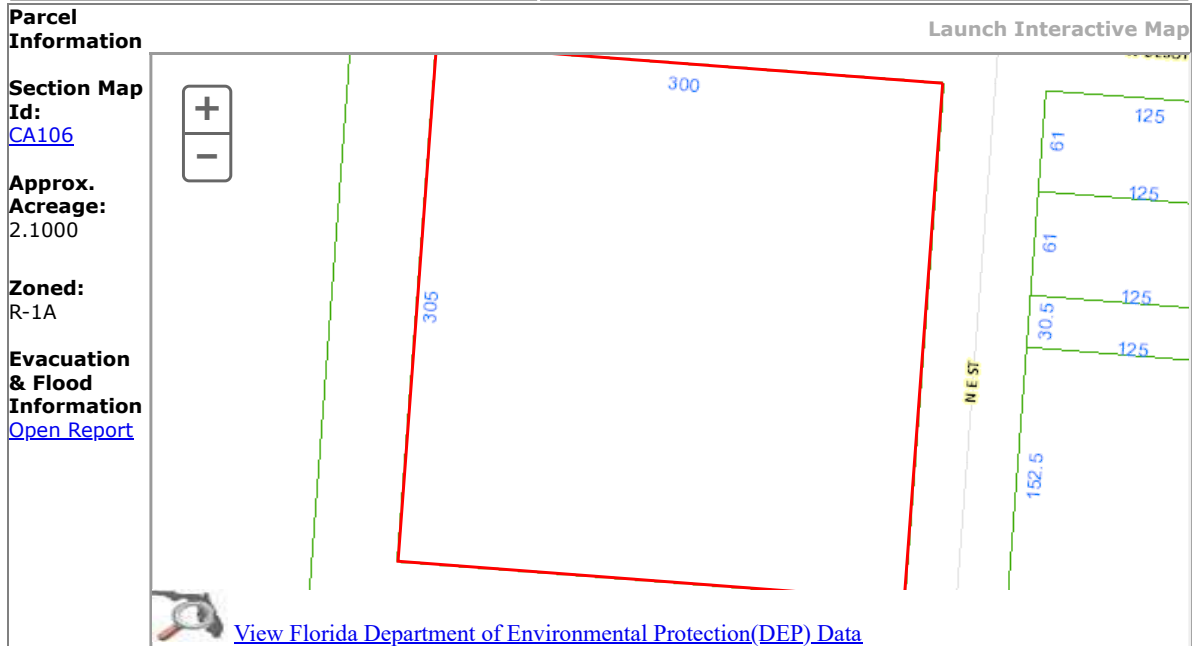 Parcel
Information
Launch Interactive Map
Section Map
Id:
CA106
Approx.
Acreage:
2.1000
Zoned:
R-1A
Evacuation
& Flood
Information
Open Report
+
−
300
305
N E ST
125
61
125
61
125
30.5
125
152.5
View Florida Department of Environmental Protection(DEP) Data